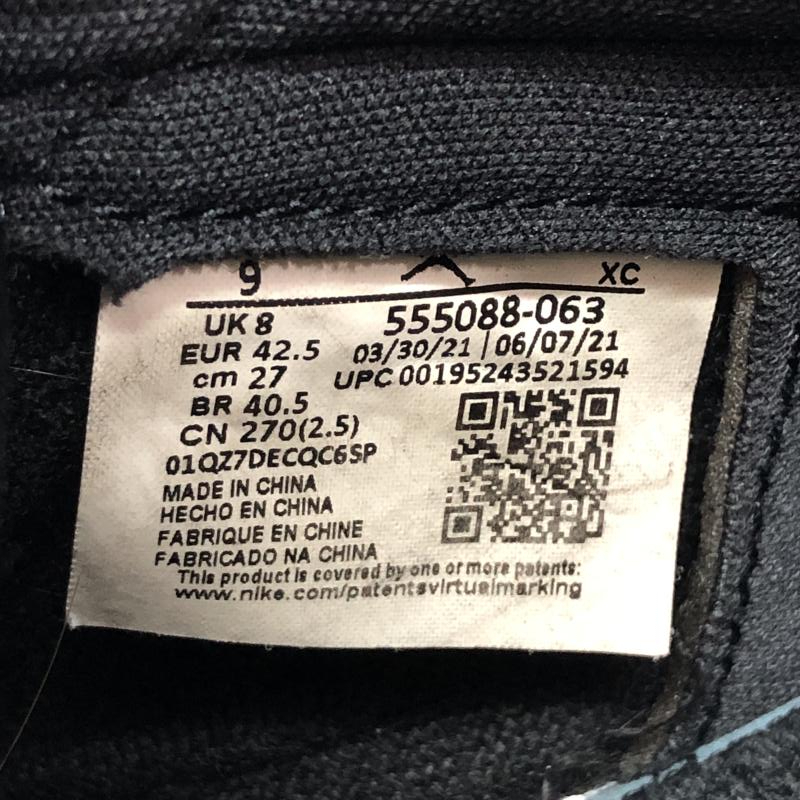 9 XC
UK 8 555088-063
EUR 42.5 03/30/21 | 06/07/21
cm 27 UPC 00195243521594
BR 40.5
CN 270(2.5)
01QZ7DECQC6SP
MADE IN CHINA
HECHO EN CHINA
FABRIQUE EN CHINE
FABRICADO NA CHINA
This product is covered by one or more patents:
www.nike.com/patentsvirtualmarking